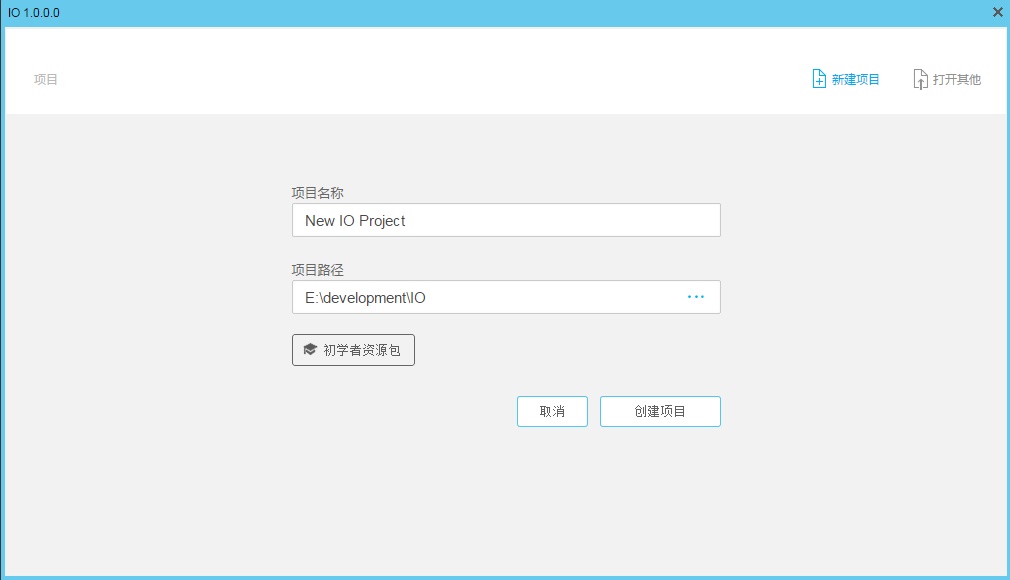 IO 1.0.0.0
项目
新建项目
打开其他
项目名称
New IO Project
项目路径
E:\development\IO
初学者资源包
取消
创建项目